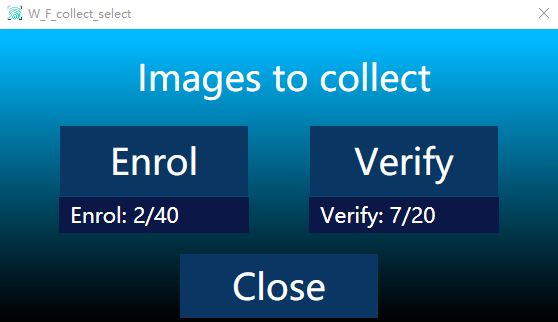 W_F_collect_select
Images to collect
Enrol
Verify
Enrol: 2/40
Verify: 7/20
Close